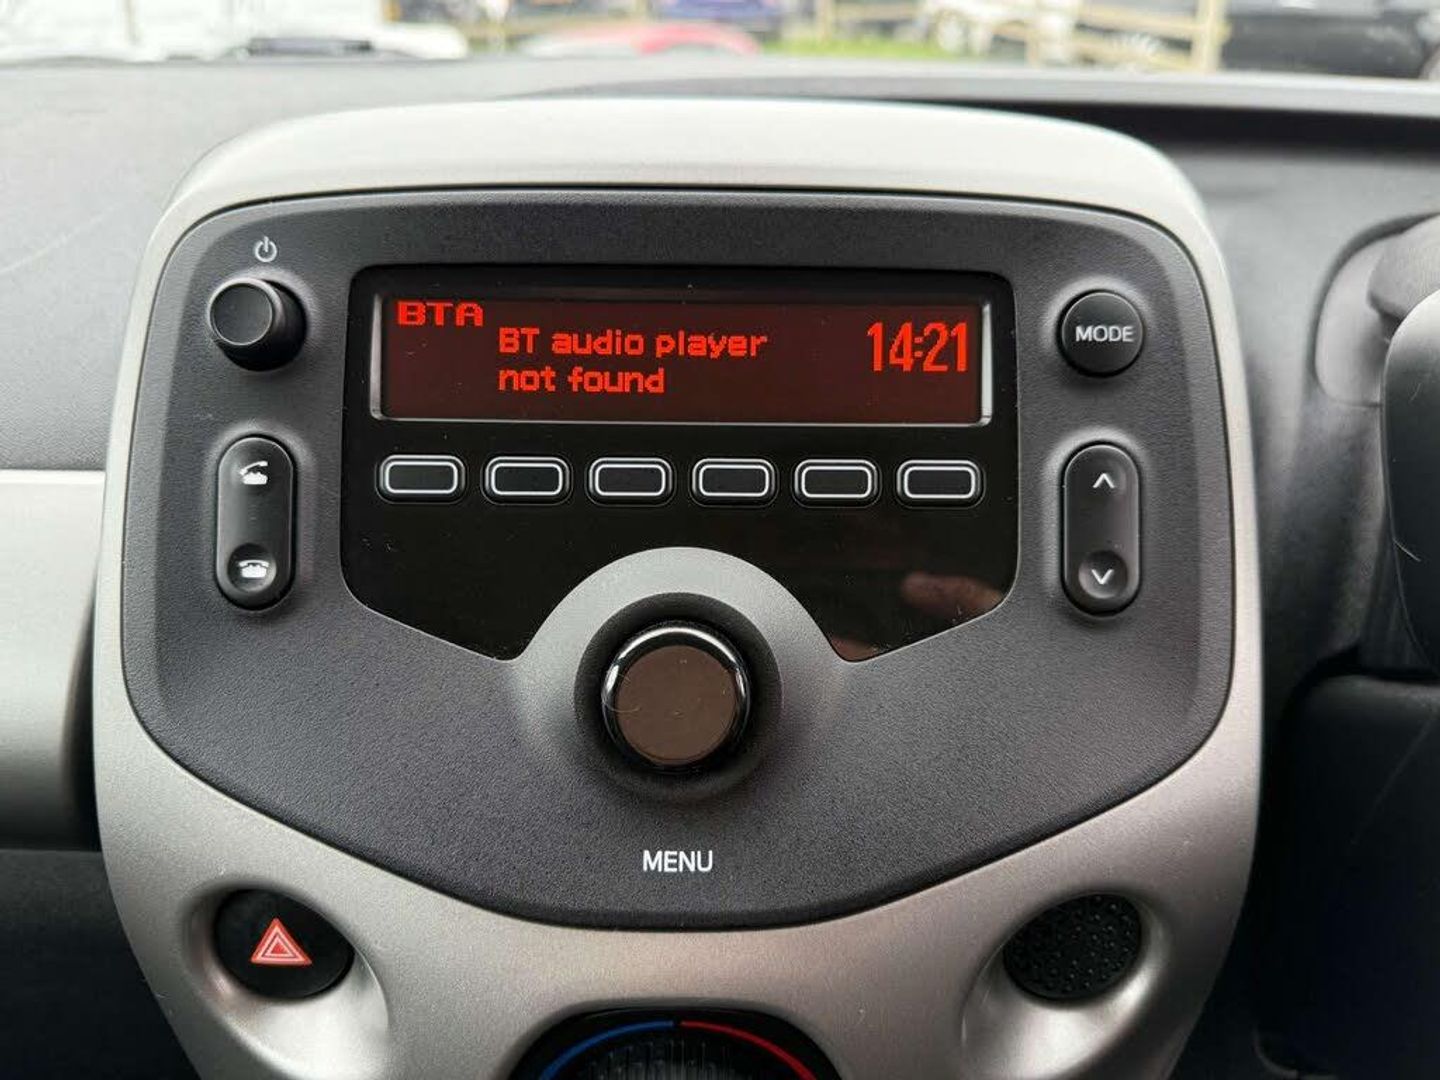 BTA
BT audio player
not found
14:21
MODE
MENU